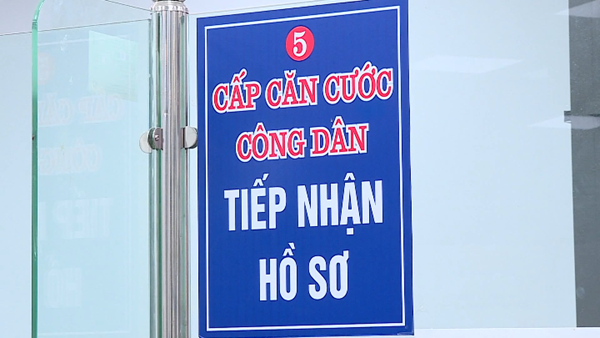 5
CẤP CĂN CƯỚC
CÔNG DÂN
TIẾP NHẬN
HỒ SƠ